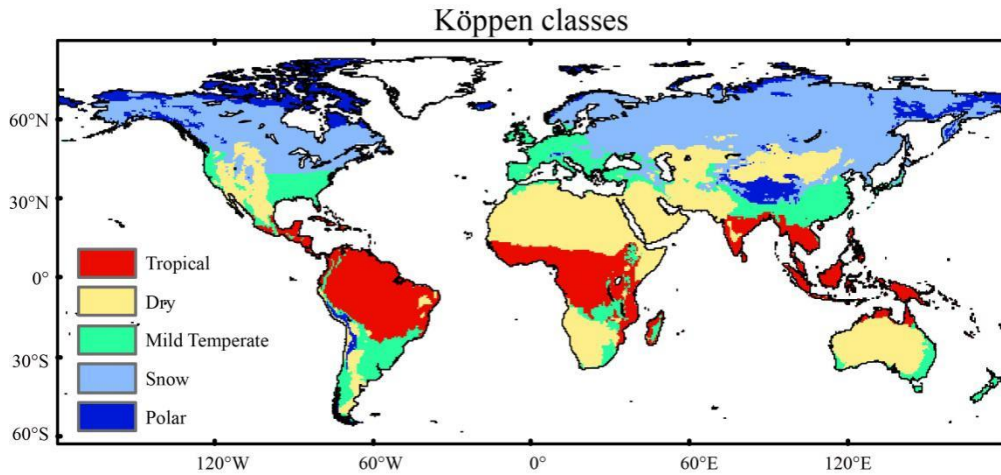 Köppen classes
60°N
30°N
0°
30°S
60°S
Tropical
Dry
Mild Temperate
Snow
Polar
120°W
60°W
0°
60°E
120°E